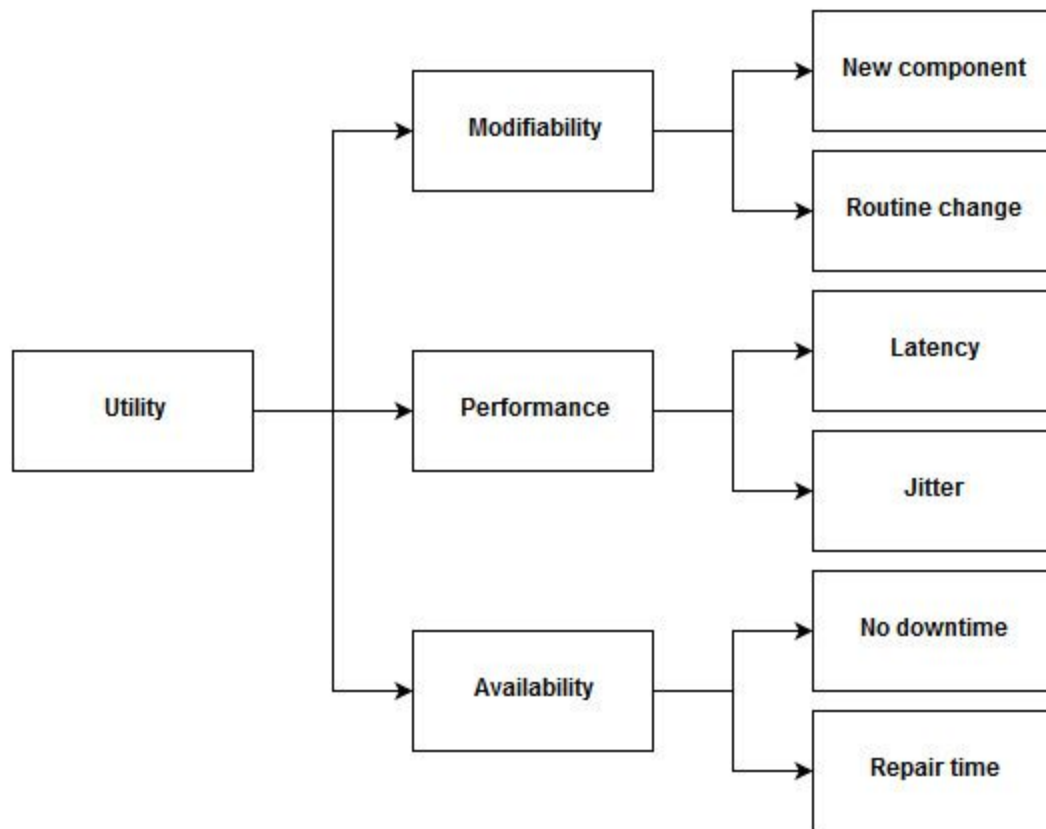 New component
Modifiability
Routine change
Latency
Utility
Performance
Jitter
No downtime
Availability
Repair time